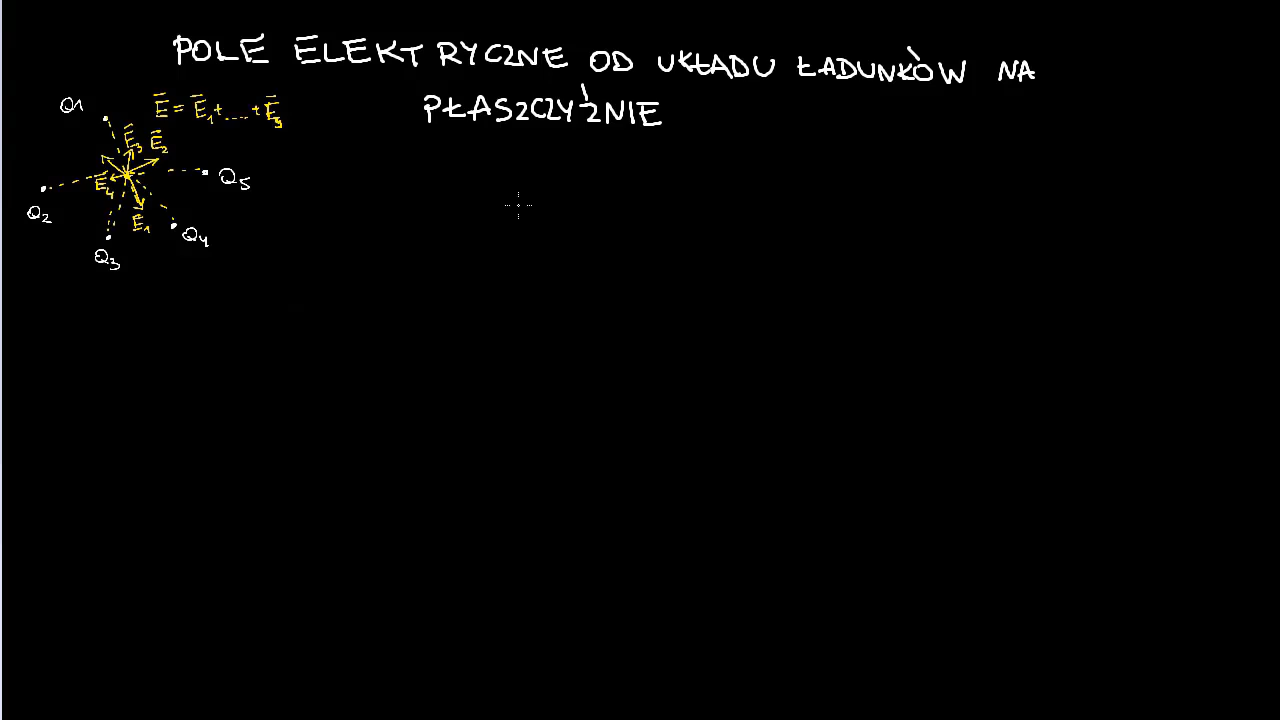 POLE ELEKTRYCZNE OD UKŁADU ŁADUNKÓW NA
PŁASZCZYŹNIE
Q1
E = E1 + .... + E5
E3 E2
E4
Q5
Q2
E1
Q4
Q3